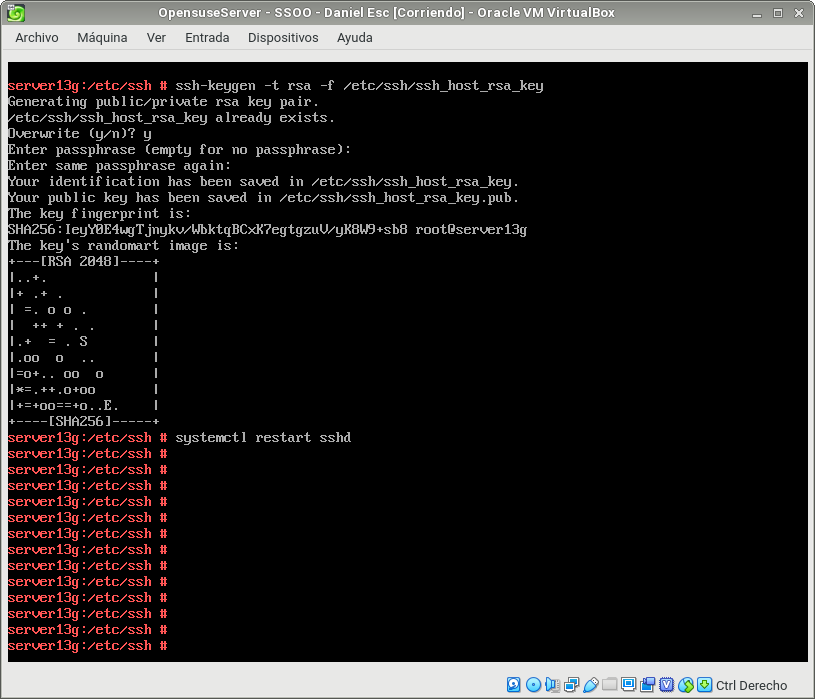 OpensuseServer - SSOO - Daniel Esc [Corriendo] - Oracle VM VirtualBox
Archivo Máquina Ver Entrada Dispositivos Ayuda
server13g:/etc/ssh # ssh-keygen -t rsa -f /etc/ssh/ssh_host_rsa_key
Generating public/private rsa key pair.
/etc/ssh/ssh_host_rsa_key already exists.
Overwrite (y/n)? y
Enter passphrase (empty for no passphrase):
Enter same passphrase again:
Your identification has been saved in /etc/ssh/ssh_host_rsa_key.
Your public key has been saved in /etc/ssh/ssh_host_rsa_key.pub.
The key fingerprint is:
SHA256:IeyY0E4wgTjnykv/WbktqBCxK7egtgzuV/yK8W9+sb8 root@server13g
The key's randomart image is:
+---[RSA 2048]----+
|..+.             |
|+ .+ .           |
| =. o o .        |
|  ++ + . .       |
|.+  = . S        |
|.oo  o  ..       |
|=o+.. oo  o      |
|*=.++.o+oo       |
|+=+oo==+o..E.    |
+----[SHA256]-----+
server13g:/etc/ssh # systemctl restart sshd
server13g:/etc/ssh #
server13g:/etc/ssh #
server13g:/etc/ssh #
server13g:/etc/ssh #
server13g:/etc/ssh #
server13g:/etc/ssh #
server13g:/etc/ssh #
server13g:/etc/ssh #
server13g:/etc/ssh #
server13g:/etc/ssh #
server13g:/etc/ssh #
server13g:/etc/ssh #
server13g:/etc/ssh #
Ctrl Derecho